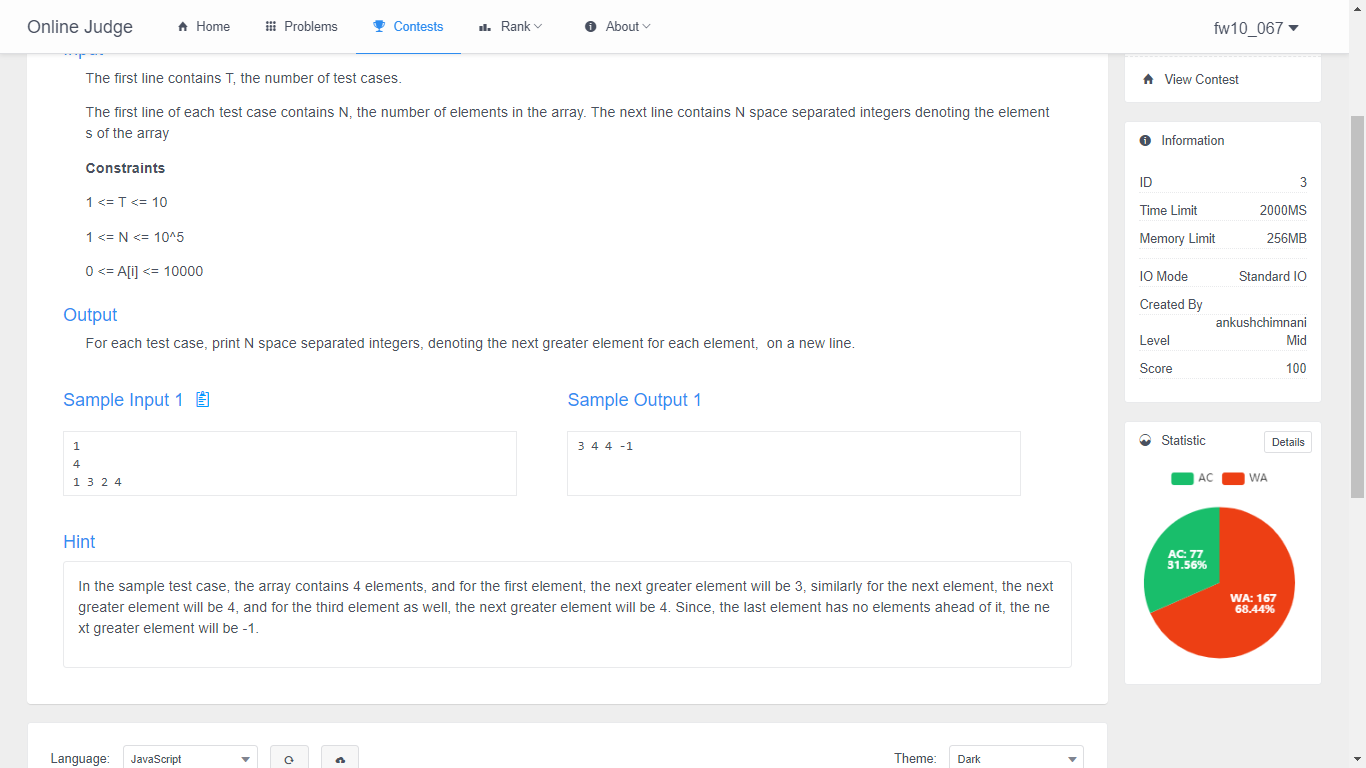 Online Judge
Home
Problems
Contests
Rank
About
fw10_067
Input
The first line contains T, the number of test cases.
The first line of each test case contains N, the number of elements in the array. The next line contains N space separated integers denoting the element
s of the array
Constraints
1 <= T <= 10
1 <= N <= 10^5
0 <= A[i] <= 10000
Output
For each test case, print N space separated integers, denoting the next greater element for each element,  on a new line.
Sample Input 1
1
4
1 3 2 4
Sample Output 1
3 4 4 -1
Hint
In the sample test case, the array contains 4 elements, and for the first element, the next greater element will be 3, similarly for the next element, the next
greater element will be 4, and for the third element as well, the next greater element will be 4. Since, the last element has no elements ahead of it, the ne
xt greater element will be -1.
Language:
JavaScript
Theme:
Dark
View Contest
Information
ID 3
Time Limit 2000MS
Memory Limit 256MB
IO Mode Standard IO
Created By
ankushchimnani
Level Mid
Score 100
Statistic
Details
AC WA
AC: 77
31.56%
WA: 167
68.44%